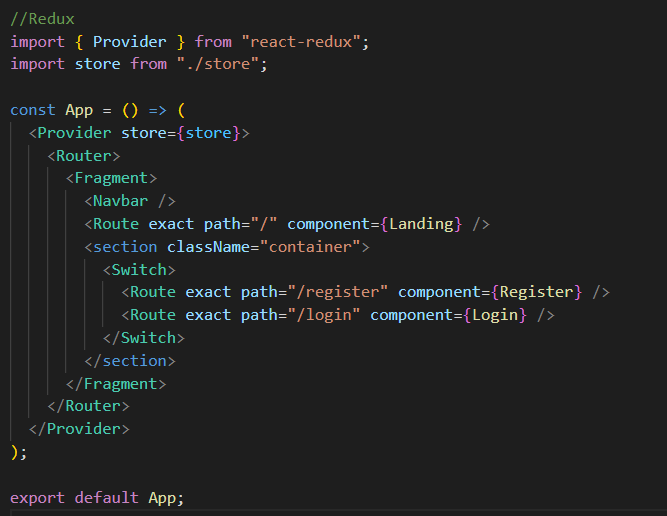 //Redux
import { Provider } from "react-redux";
import store from "./store";
const App = () => (
<Provider store={store}>
<Router>
<Fragment>
<Navbar />
<Route exact path="/" component={Landing} />
<section className="container">
<Switch>
<Route exact path="/register" component={Register} />
<Route exact path="/login" component={Login} />
</Switch>
</section>
</Fragment>
</Router>
</Provider>
);
export default App;